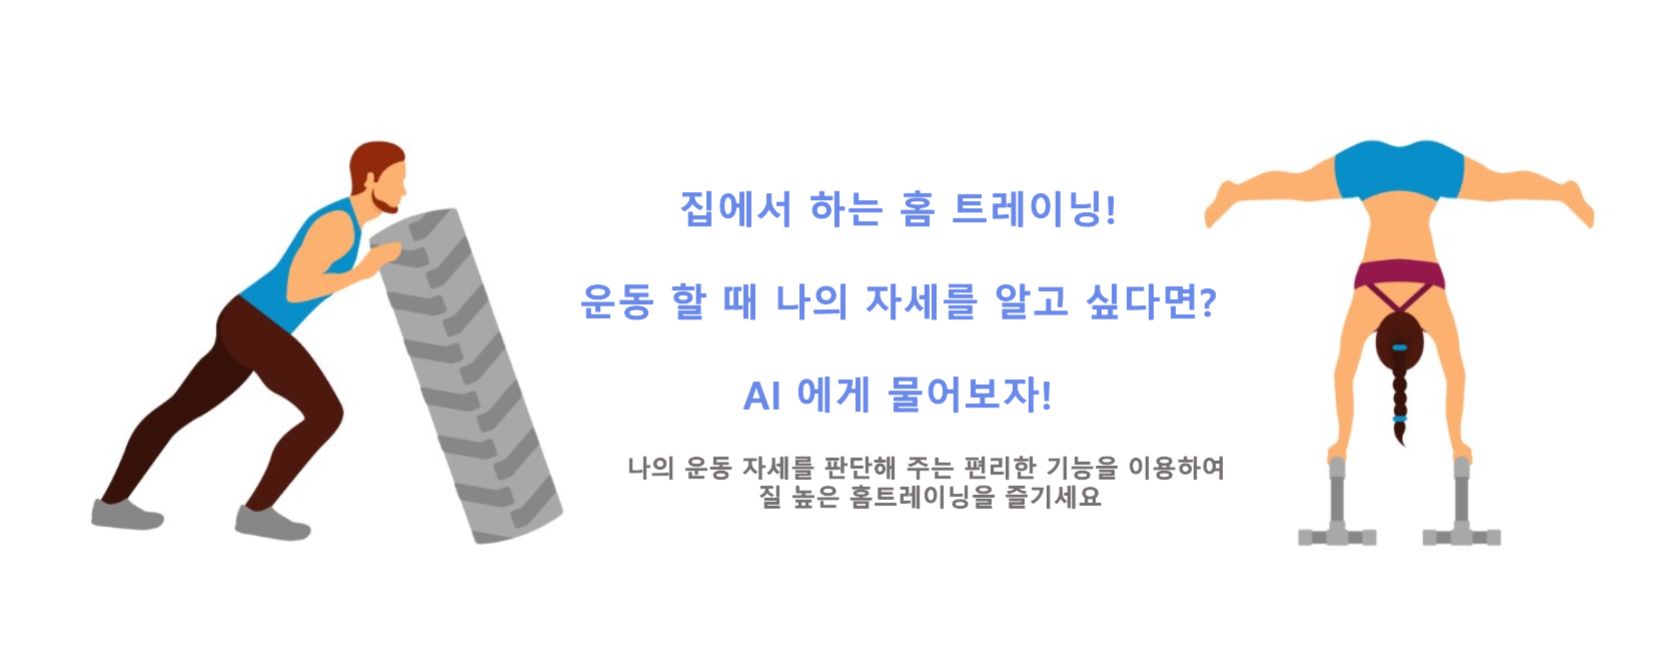 집에서 하는 홈 트레이닝!
운동 할 때 나의 자세를 알고 싶다면?
AI 에게 물어보자!
나의 운동 자세를 판단해 주는 편리한 기능을 이용하여
질 높은 홈트레이닝을 즐기세요